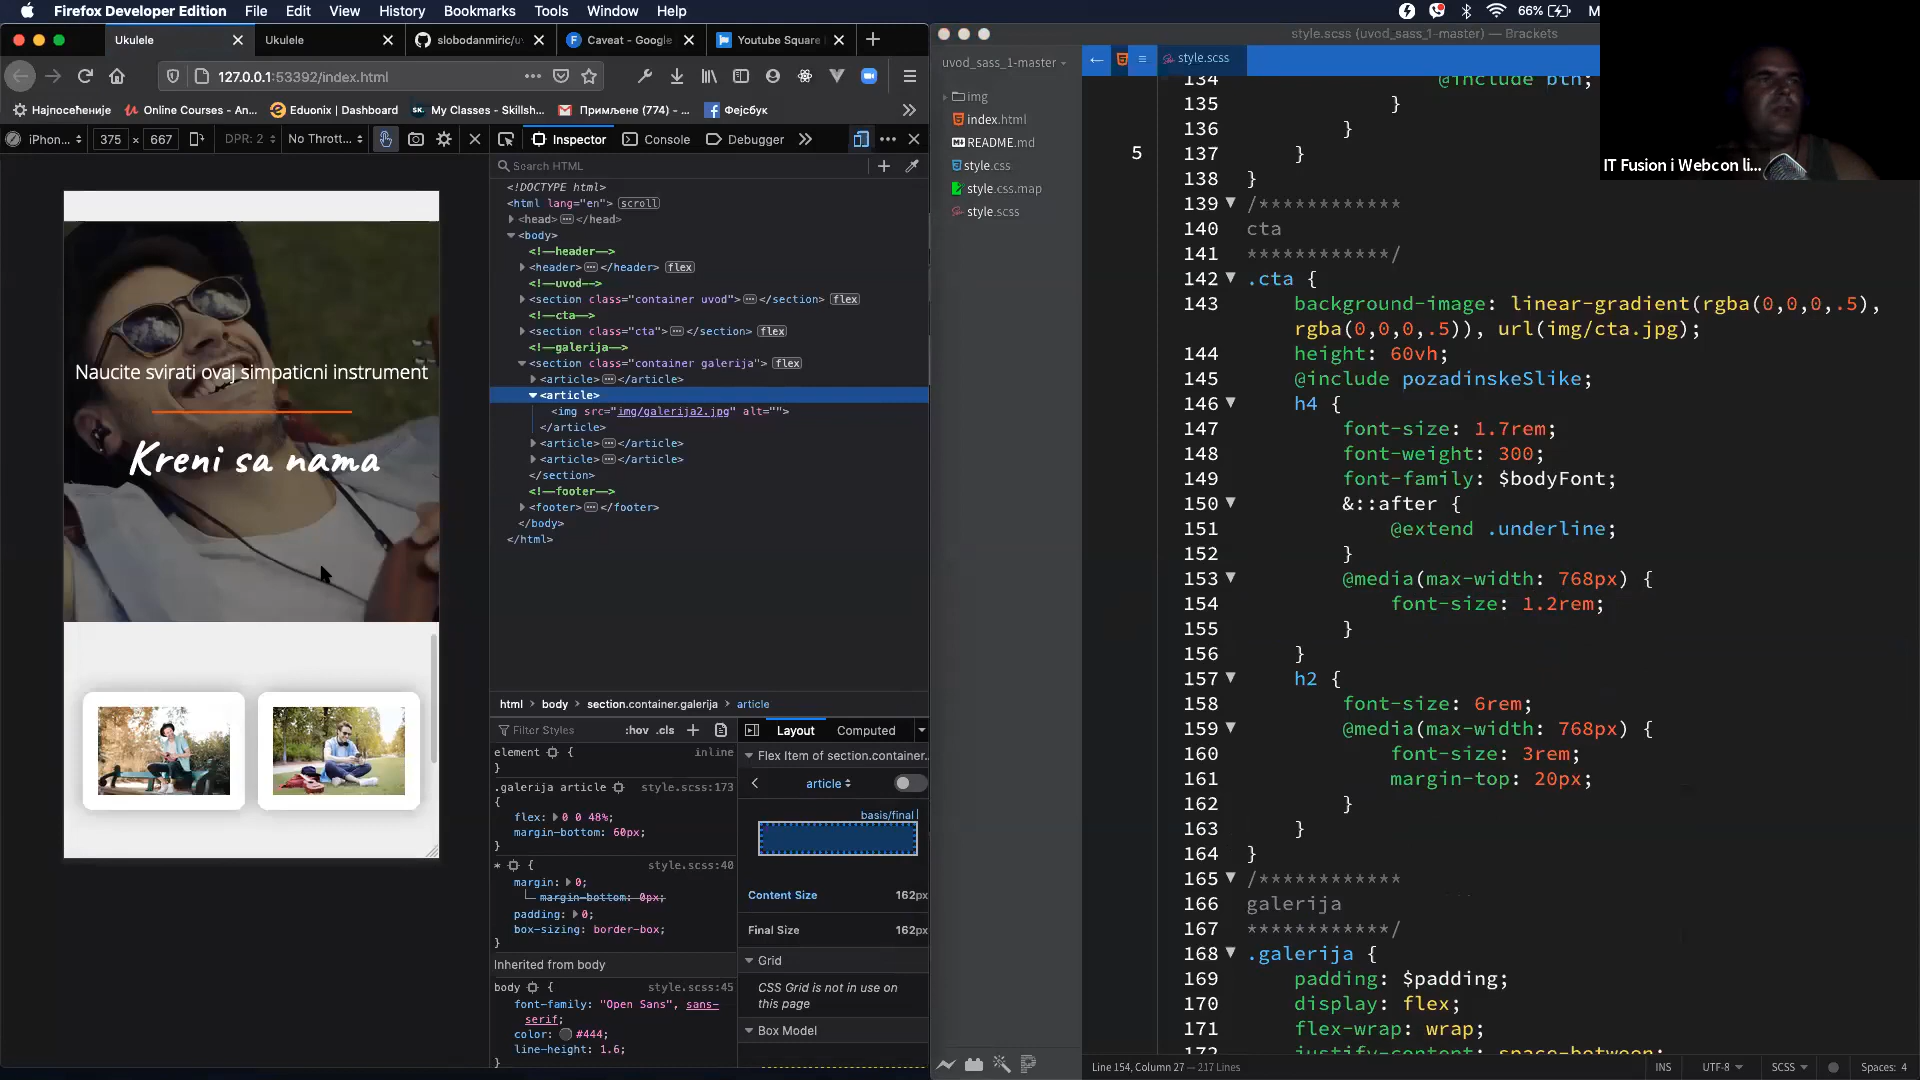 Firefox Developer Edition File Edit View History Bookmarks Tools Window Help
66%
Ukulele
Ukulele
slobodanmiric/u
Caveat - Google
Youtube Square
style.scss (uvod_sass_1-master) — Brackets
127.0.0.1:53392/index.html
Најпосећеније
Online Courses - An...
Eduonix | Dashboard
My Classes - Skillsh...
Примљене (774) - ...
Фејсбук
iPhon... 375 × 667 DPR: 2 No Thrott...
Inspector Console Debugger
Search HTML
<!DOCTYPE html>
<html lang="en"> scroll
<head> </head>
<body>
<!--header-->
<header> </header> flex
<!--uvod-->
<section class="container uvod"> </section> flex
<!--cta-->
<section class="cta"> </section> flex
<!--galerija-->
<section class="container galerija"> flex
<article> </article>
<article>
<img src="img/galerija2.jpg" alt="">
</article>
<article> </article>
<article> </article>
</section>
<!--footer-->
<footer> </footer>
</body>
</html>
Naucite svirati ovaj simpaticni instrument
Kreni sa nama
html body section.container.galerija article
Filter Styles :hov .cls +
element { inline
}
.galerija article style.scss:173
{
flex: 0 0 48%;
margin-bottom: 60px;
}
* { style.scss:40
margin: 0;
margin-bottom: 0px;
padding: 0;
box-sizing: border-box;
}
Inherited from body
body { style.scss:45
font-family: "Open Sans", sans-
serif;
color: #444;
line-height: 1.6;
}
Layout Computed
Flex Item of section.container.
article
basis/final
Content Size 162px
Final Size 162px
Grid
CSS Grid is not in use on
this page
Box Model
uvod_sass_1-master
img
index.html
README.md
style.css
style.css.map
style.scss
style.scss
5
134 @include btn;
135 }
136 }
137 }
138 }
139 /************
140 cta
141 ************/
142 .cta {
143 background-image: linear-gradient(rgba(0,0,0,.5),
rgba(0,0,0,.5)), url(img/cta.jpg);
144 height: 60vh;
145 @include pozadinskeSlike;
146 h4 {
147 font-size: 1.7rem;
148 font-weight: 300;
149 font-family: $bodyFont;
150 &::after {
151 @extend .underline;
152 }
153 @media(max-width: 768px) {
154 font-size: 1.2rem;
155 }
156 }
157 h2 {
158 font-size: 6rem;
159 @media(max-width: 768px) {
160 font-size: 3rem;
161 margin-top: 20px;
162 }
163 }
164 }
165 /************
166 galerija
167 ************/
168 .galerija {
169 padding: $padding;
170 display: flex;
171 flex-wrap: wrap;
172 justify-content: space-between;
Line 154, Column 27 — 217 Lines
INS UTF-8 SCSS Spaces: 4
IT Fusion i Webcon li...